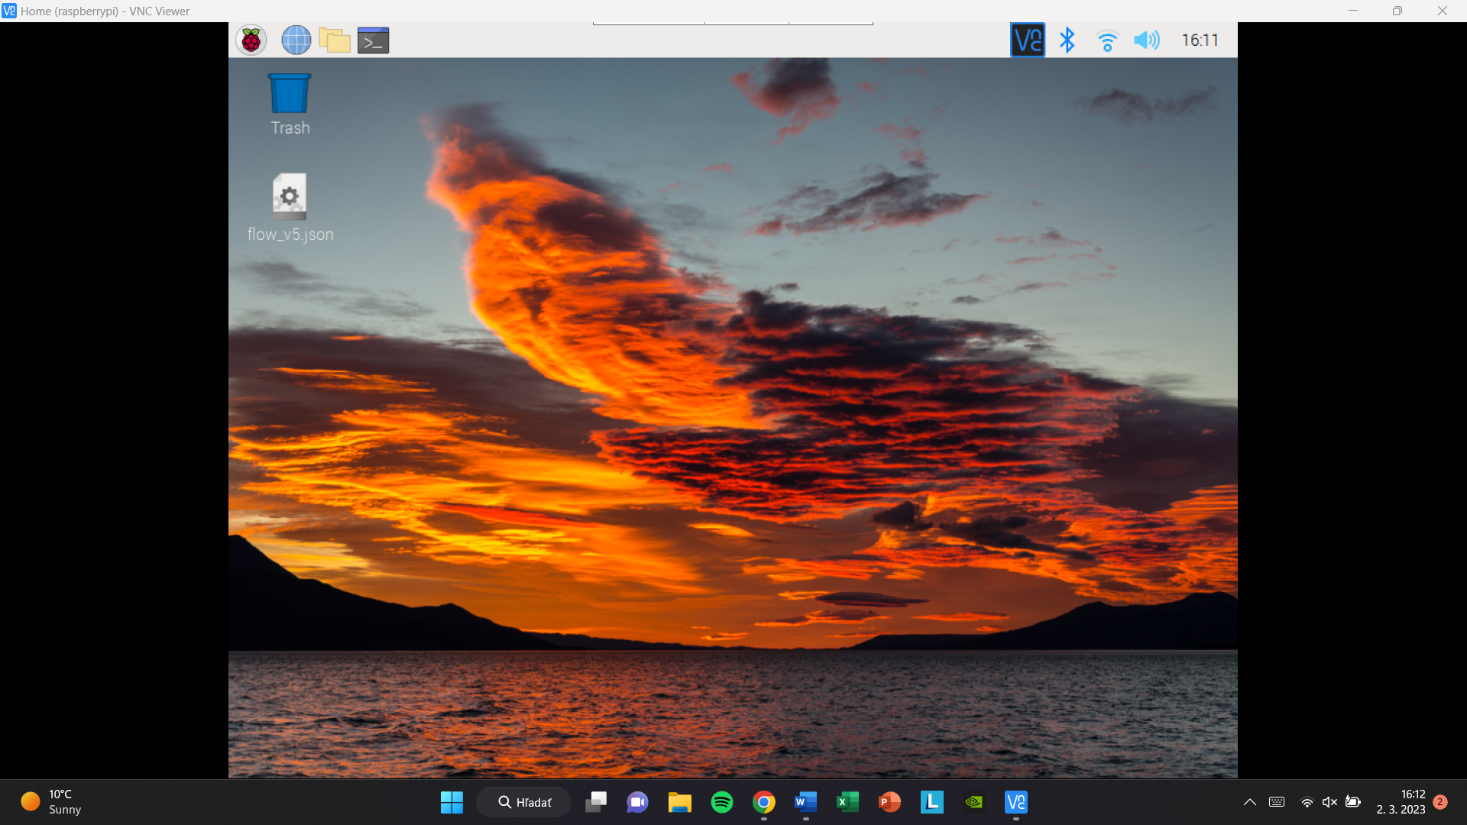 Home (raspberrypi) - VNC Viewer
16:11
Trash
flow_v5.json
10°C
Sunny
Hľadať
16:12
2. 3. 2023
2